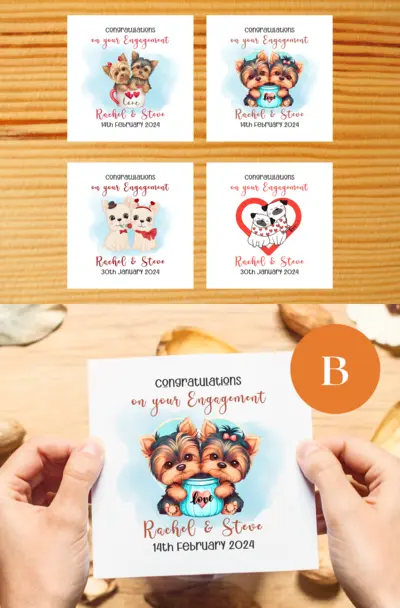 Congratulations
on your Engagement
love
Rachel & Steve
14th February 2024
Congratulations
on your Engagement
love
Rachel & Steve
14th February 2024
Congratulations
on your Engagement
Rachel & Steve
30th January 2024
Congratulations
on your Engagement
Rachel & Steve
30th January 2024
B
Congratulations
on your Engagement
love
Rachel & Steve
14th February 2024